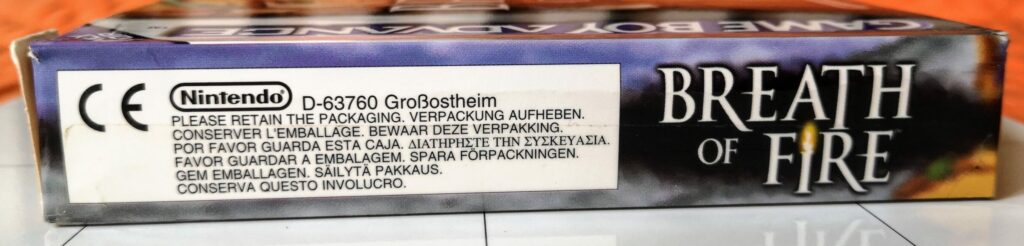 GAME BOY ADVANCE
CE
Nintendo® D-63760 Großostheim
PLEASE RETAIN THE PACKAGING. VERPACKUNG AUFHEBEN.
CONSERVER L'EMBALLAGE. BEWAAR DEZE VERPAKKING.
POR FAVOR GUARDA ESTA CAJA. ΔΙΑΤΗΡΗΣΤΕ ΤΗΝ ΣΥΣΚΕΥΑΣΙΑ.
FAVOR GUARDAR A EMBALAGEM. SPARA FÖRPACKNINGEN.
GEM EMBALLAGEN. SÄILYTÄ PAKKAUS.
CONSERVA QUESTO INVOLUCRO.
BREATH
OF FIRE